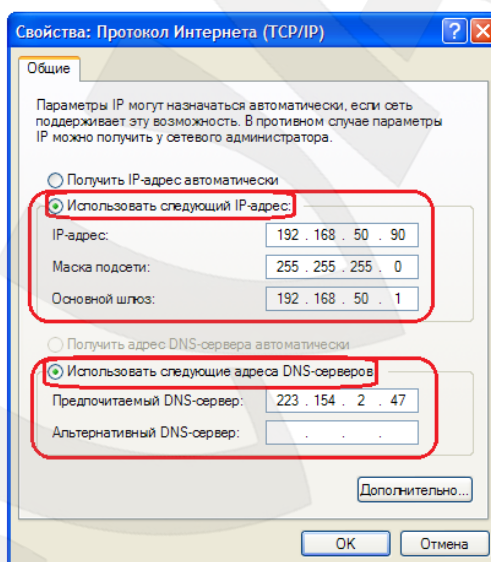 Свойства: Протокол Интернета (TCP/IP)
Общие
Параметры IP могут назначаться автоматически, если сеть
поддерживает эту возможность. В противном случае параметры
IP можно получить у сетевого администратора.
Получить IP-адрес автоматически
Использовать следующий IP-адрес:
IP-адрес: 192 . 168 . 50 . 90
Маска подсети: 255 . 255 . 255 . 0
Основной шлюз: 192 . 168 . 50 . 1
Получить адрес DNS-сервера автоматически
Использовать следующие адреса DNS-серверов
Предпочитаемый DNS-сервер: 223 . 154 . 2 . 47
Альтернативный DNS-сервер: . . .
Дополнительно...
OK Отмена